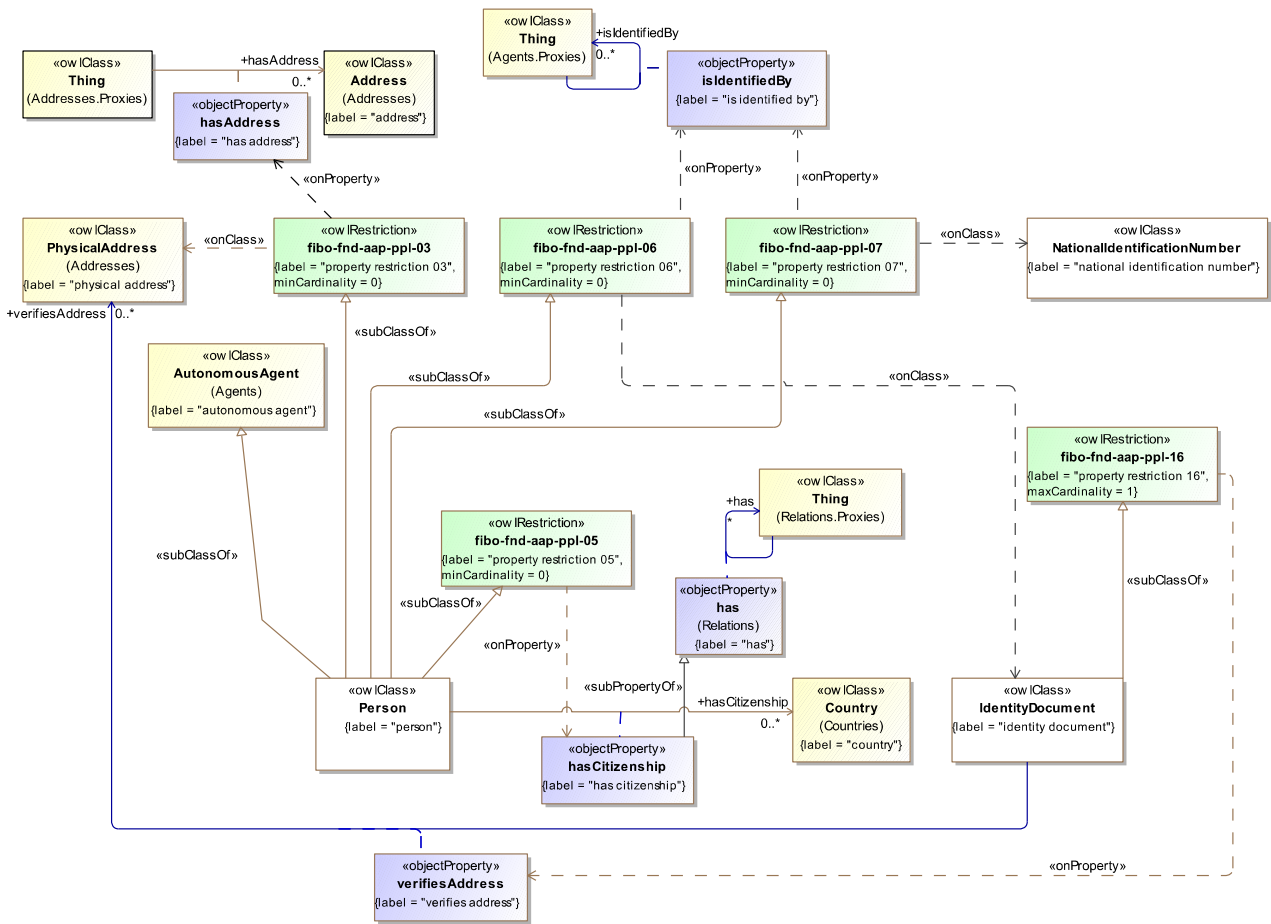 «owlClass»
Thing
(Agents.Proxies)
+isIdentifiedBy
0..*
«objectProperty»
isIdentifiedBy
{label = "is identified by"}
«owlClass»
Thing
(Addresses.Proxies)
+hasAddress
0..*
«owlClass»
Address
(Addresses)
{label = "address"}
«objectProperty»
hasAddress
{label = "has address"}
«onProperty»
«onProperty»
«onProperty»
«owlClass»
PhysicalAddress
(Addresses)
{label = "physical address"}
«onClass»
«owlRestriction»
fibo-fnd-aap-ppl-03
{label = "property restriction 03",
minCardinality = 0}
«owlRestriction»
fibo-fnd-aap-ppl-06
{label = "property restriction 06",
minCardinality = 0}
«owlRestriction»
fibo-fnd-aap-ppl-07
{label = "property restriction 07",
minCardinality = 0}
«onClass»
«owlClass»
NationalIdentificationNumber
{label = "national identification number"}
+verifiesAddress
0..*
«subClassOf»
«owlClass»
AutonomousAgent
(Agents)
{label = "autonomous agent"}
«subClassOf»
«onClass»
«subClassOf»
«owlRestriction»
fibo-fnd-aap-ppl-16
{label = "property restriction 16",
maxCardinality = 1}
«owlClass»
Thing
(Relations.Proxies)
+has
*
«owlRestriction»
fibo-fnd-aap-ppl-05
{label = "property restriction 05",
minCardinality = 0}
«subClassOf»
«subClassOf»
«onProperty»
«objectProperty»
has
(Relations)
{label = "has"}
«subClassOf»
«subPropertyOf»
«owlClass»
Person
{label = "person"}
+hasCitizenship
0..*
«owlClass»
Country
(Countries)
{label = "country"}
«owlClass»
IdentityDocument
{label = "identity document"}
«objectProperty»
hasCitizenship
{label = "has citizenship"}
«objectProperty»
verifiesAddress
{label = "verifies address"}
«onProperty»